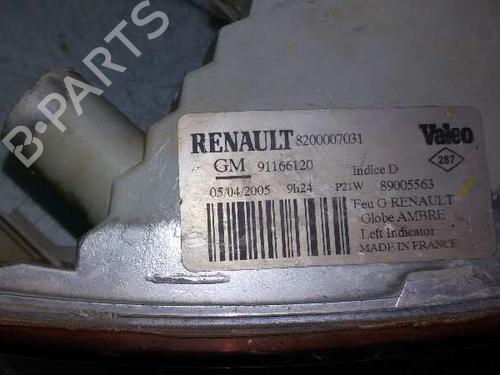 B-PARTS
RENAULT 8200007031 Valeo
GM 91166120 Indice D 287
05/04/2005 9h24 P21W 89005563
Feu G RENAULT
Globe AMBRE
Left Indicator
MADE IN FRANCE